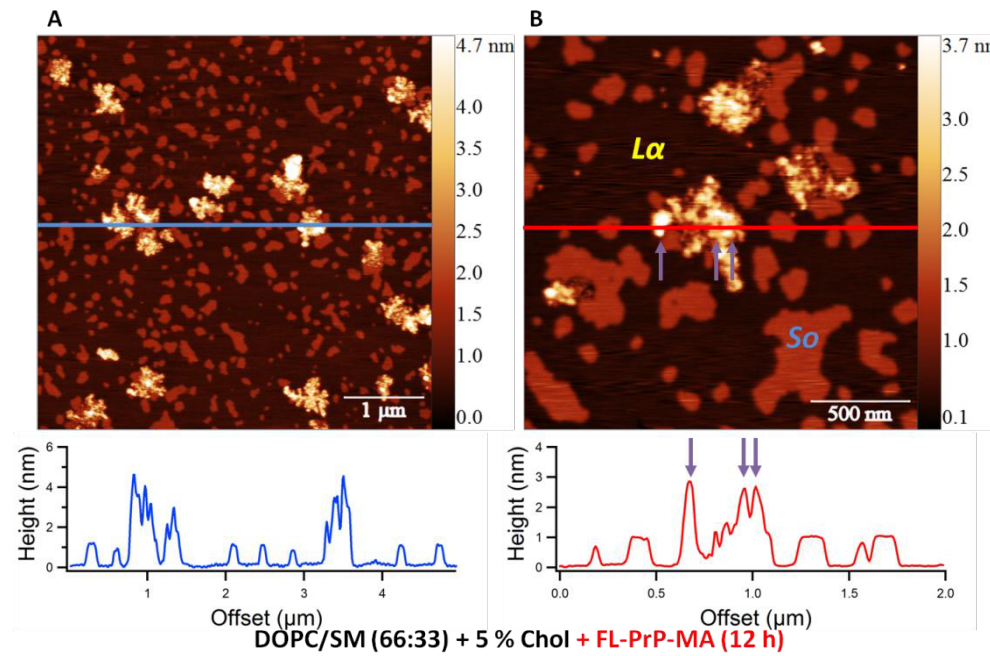 A
B
4.7 nm
4.0
3.5
3.0
2.5
2.0
1.5
1.0
0.0
1 µm
3.7 nm
3.0
2.5
2.0
1.5
1.0
0.1
Lα
So
500 nm
Height (nm)
6
4
2
0
1
2
3
4
Offset (µm)
Height (nm)
4
3
2
1
0
0.0
0.5
1.0
1.5
2.0
Offset (µm)
DOPC/SM (66:33) + 5 % Chol + FL-PrP-MA (12 h)